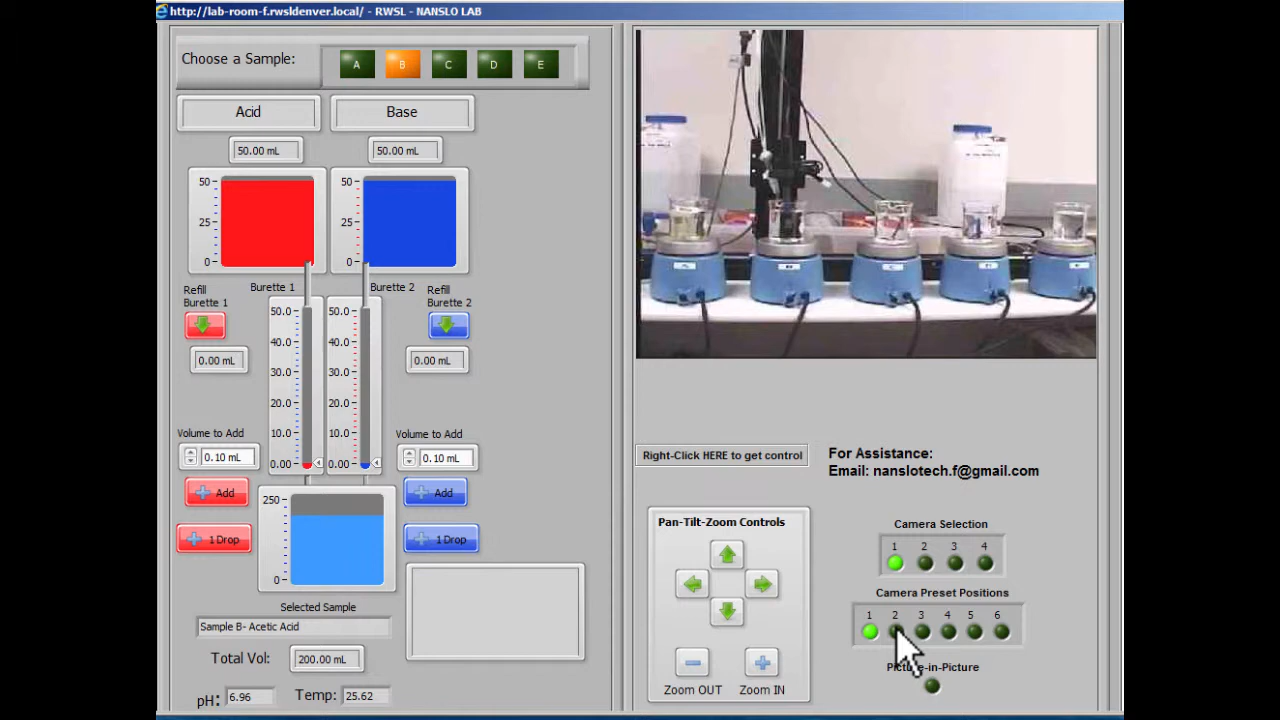 http://lab-room-f.rwsldenver.local/ - RWSL - NANSLO LAB
Choose a Sample:
A B C D E
Acid Base
50.00 mL 50.00 mL
50 50
25 25
0 0
Refill Burette 1
Burette 1 Burette 2
Refill Burette 2
50.0 50.0
40.0 40.0
0.00 mL 0.00 mL
30.0 30.0
20.0 20.0
10.0 10.0
Volume to Add Volume to Add
0.10 mL 0.10 mL
0.00 0.00
Add Add
250
1 Drop 1 Drop
0
Selected Sample
Sample B- Acetic Acid
Total Vol: 200.00 mL
pH: 6.96 Temp: 25.62
Right-Click HERE to get control
For Assistance:
Email: nanslotech.f@gmail.com
Pan-Tilt-Zoom Controls
Zoom OUT Zoom IN
Camera Selection
1 2 3 4
Camera Preset Positions
1 2 3 4 5 6